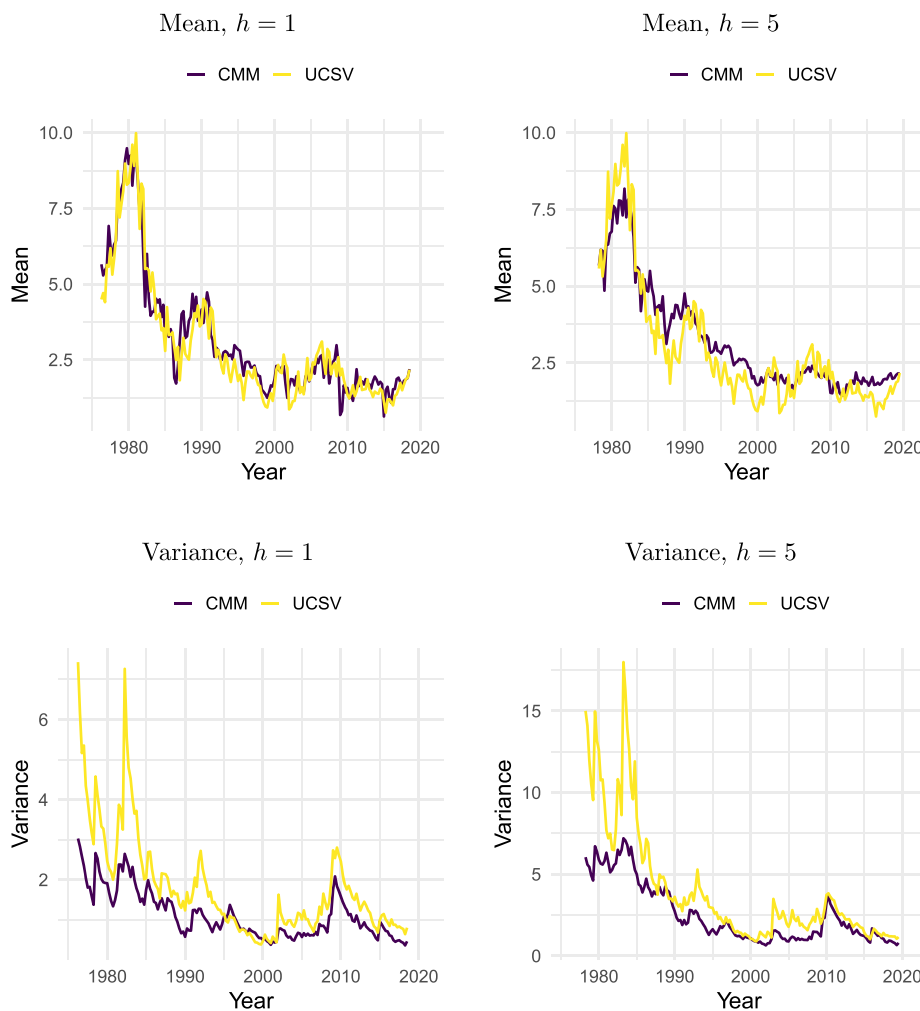 Mean, h = 1
CMM UCSV
10.0
7.5
5.0
2.5
Mean
1980 1990 2000 2010 2020
Year
Mean, h = 5
CMM UCSV
10.0
7.5
5.0
2.5
Mean
1980 1990 2000 2010 2020
Year
Variance, h = 1
CMM UCSV
6
4
2
Variance
1980 1990 2000 2010 2020
Year
Variance, h = 5
CMM UCSV
15
10
5
0
Variance
1980 1990 2000 2010 2020
Year